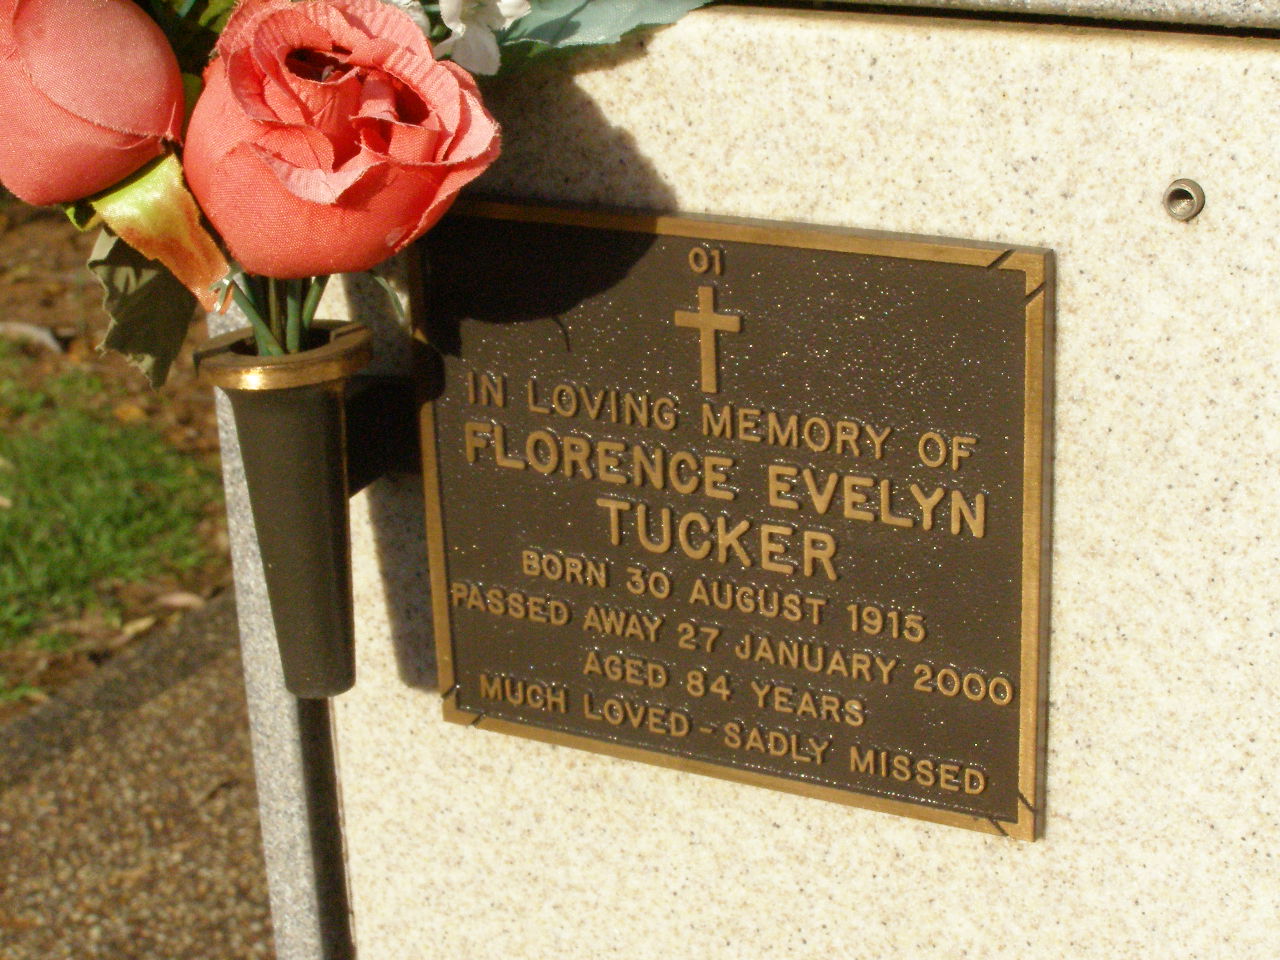 01
IN LOVING MEMORY OF
FLORENCE EVELYN
TUCKER
BORN 30 AUGUST 1915
PASSED AWAY 27 JANUARY 2000
AGED 84 YEARS
MUCH LOVED - SADLY MISSED